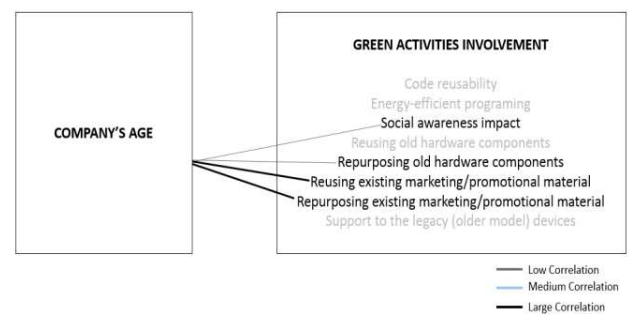 GREEN ACTIVITIES INVOLVEMENT
Code reusability
Energy-efficient programing
COMPANY'S AGE
Social awareness impact
Reusing old hardware components
Repurposing old hardware components
Reusing existing marketing/promotional material
Repurposing existing marketing/promotional material
Support to the legacy (older model) devices
Low Correlation
Medium Correlation
Large Correlation